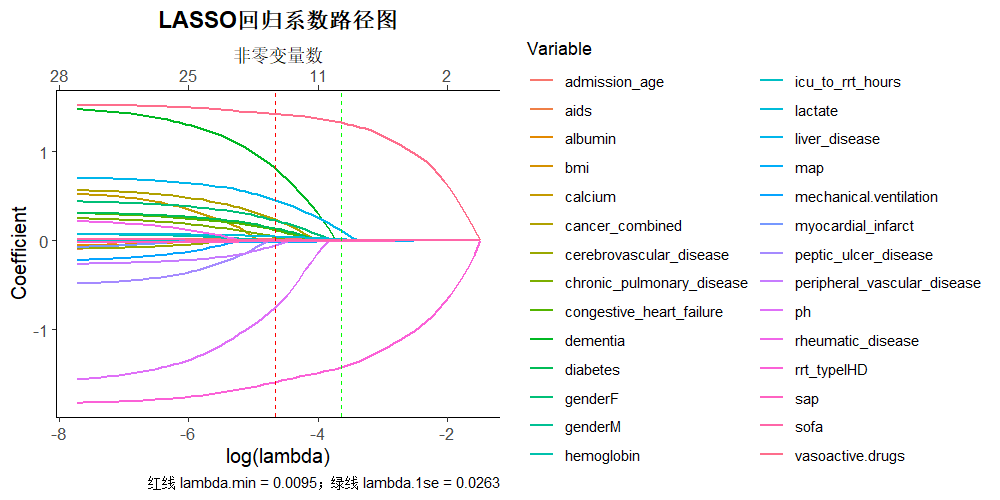 LASSO回归系数路径图
非零变量数
28 25 11 2
Coefficient
1
0
-1
-8 -6 -4 -2
log(lambda)
红线 lambda.min = 0.0095；绿线 lambda.1se = 0.0263
Variable
admission_age
aids
albumin
bmi
calcium
cancer_combined
cerebrovascular_disease
chronic_pulmonary_disease
congestive_heart_failure
dementia
diabetes
genderF
genderM
hemoglobin
icu_to_rrt_hours
lactate
liver_disease
map
mechanical.ventilation
myocardial_infarct
peptic_ulcer_disease
peripheral_vascular_disease
ph
rheumatic_disease
rrt_typeIHD
sap
sofa
vasoactive.drugs